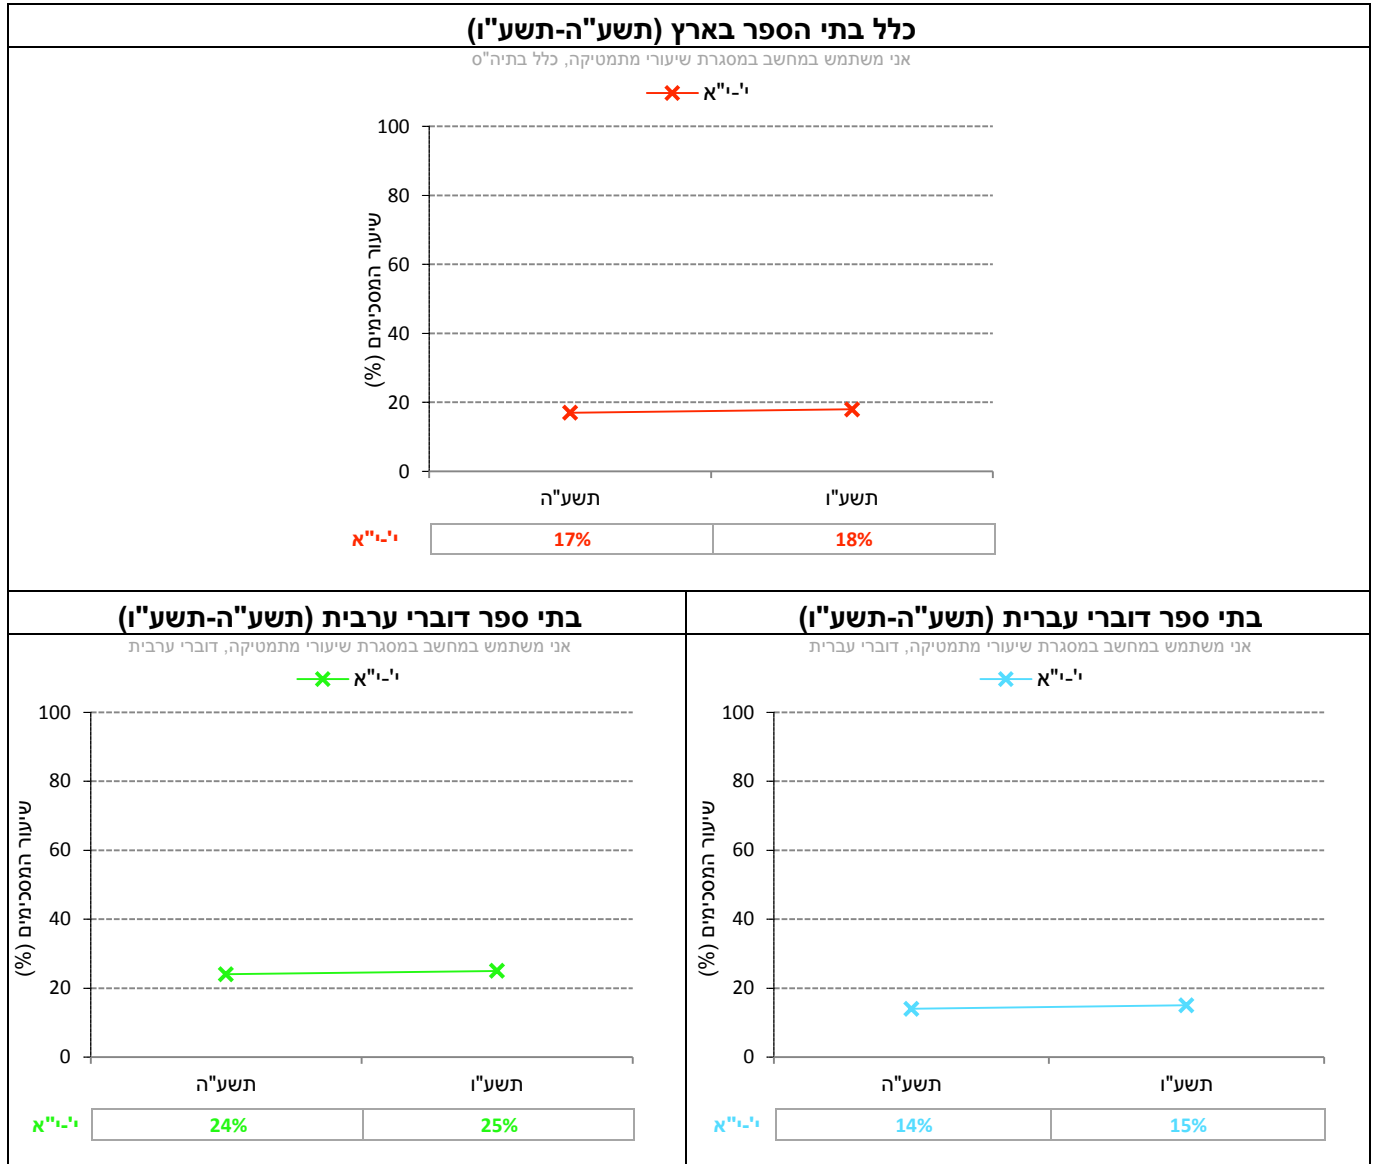 כלל בתי הספר בארץ (תשע"ה-תשע"ו)
אני משתמש במחשב במסגרת שיעורי מתמטיקה, כלל בתיה"ס
י'-י"א
שיעור המסכימים (%)
100
80
60
40
20
0
תשע"ה תשע"ו
י'-י"א 17% 18%
בתי ספר דוברי עברית (תשע"ה-תשע"ו)
אני משתמש במחשב במסגרת שיעורי מתמטיקה, דוברי עברית
י'-י"א
שיעור המסכימים (%)
100
80
60
40
20
0
תשע"ה תשע"ו
י'-י"א 14% 15%
בתי ספר דוברי ערבית (תשע"ה-תשע"ו)
אני משתמש במחשב במסגרת שיעורי מתמטיקה, דוברי ערבית
י'-י"א
שיעור המסכימים (%)
100
80
60
40
20
0
תשע"ה תשע"ו
י'-י"א 24% 25%